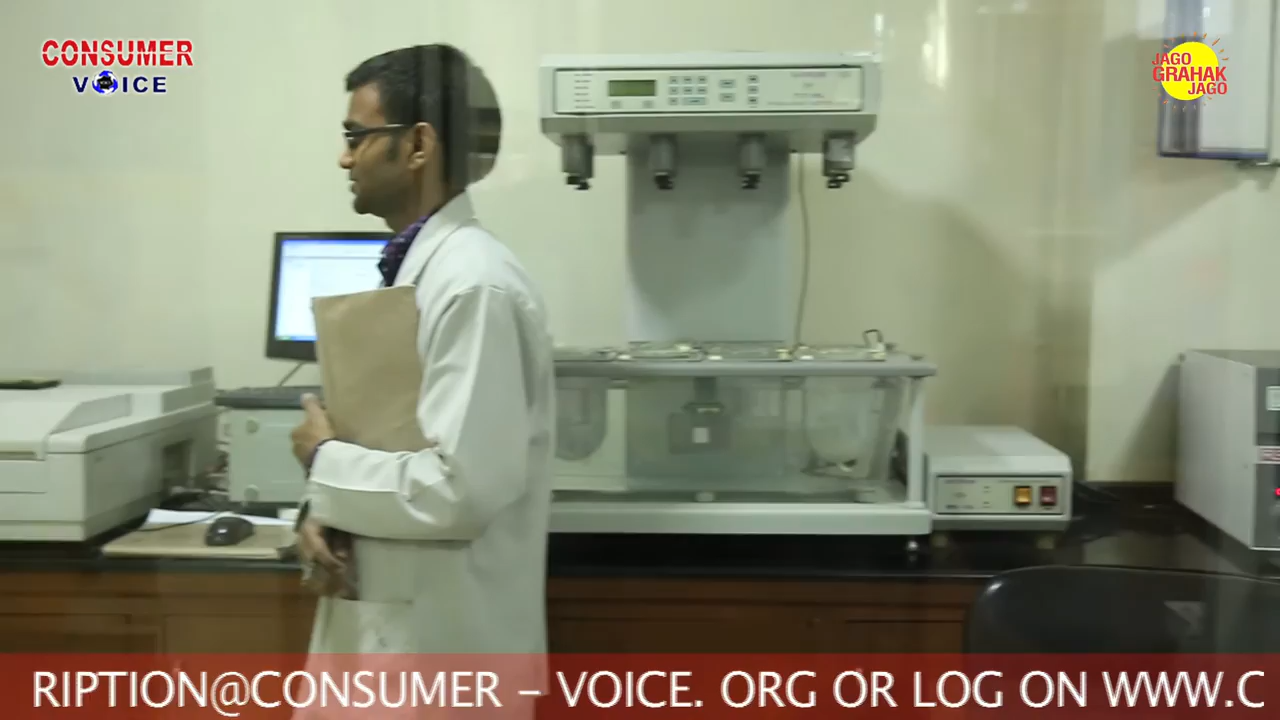 CONSUMER
VOICE
JAGO
GRAHAK
JAGO
RIPTION@CONSUMER – VOICE. ORG OR LOG ON WWW.C